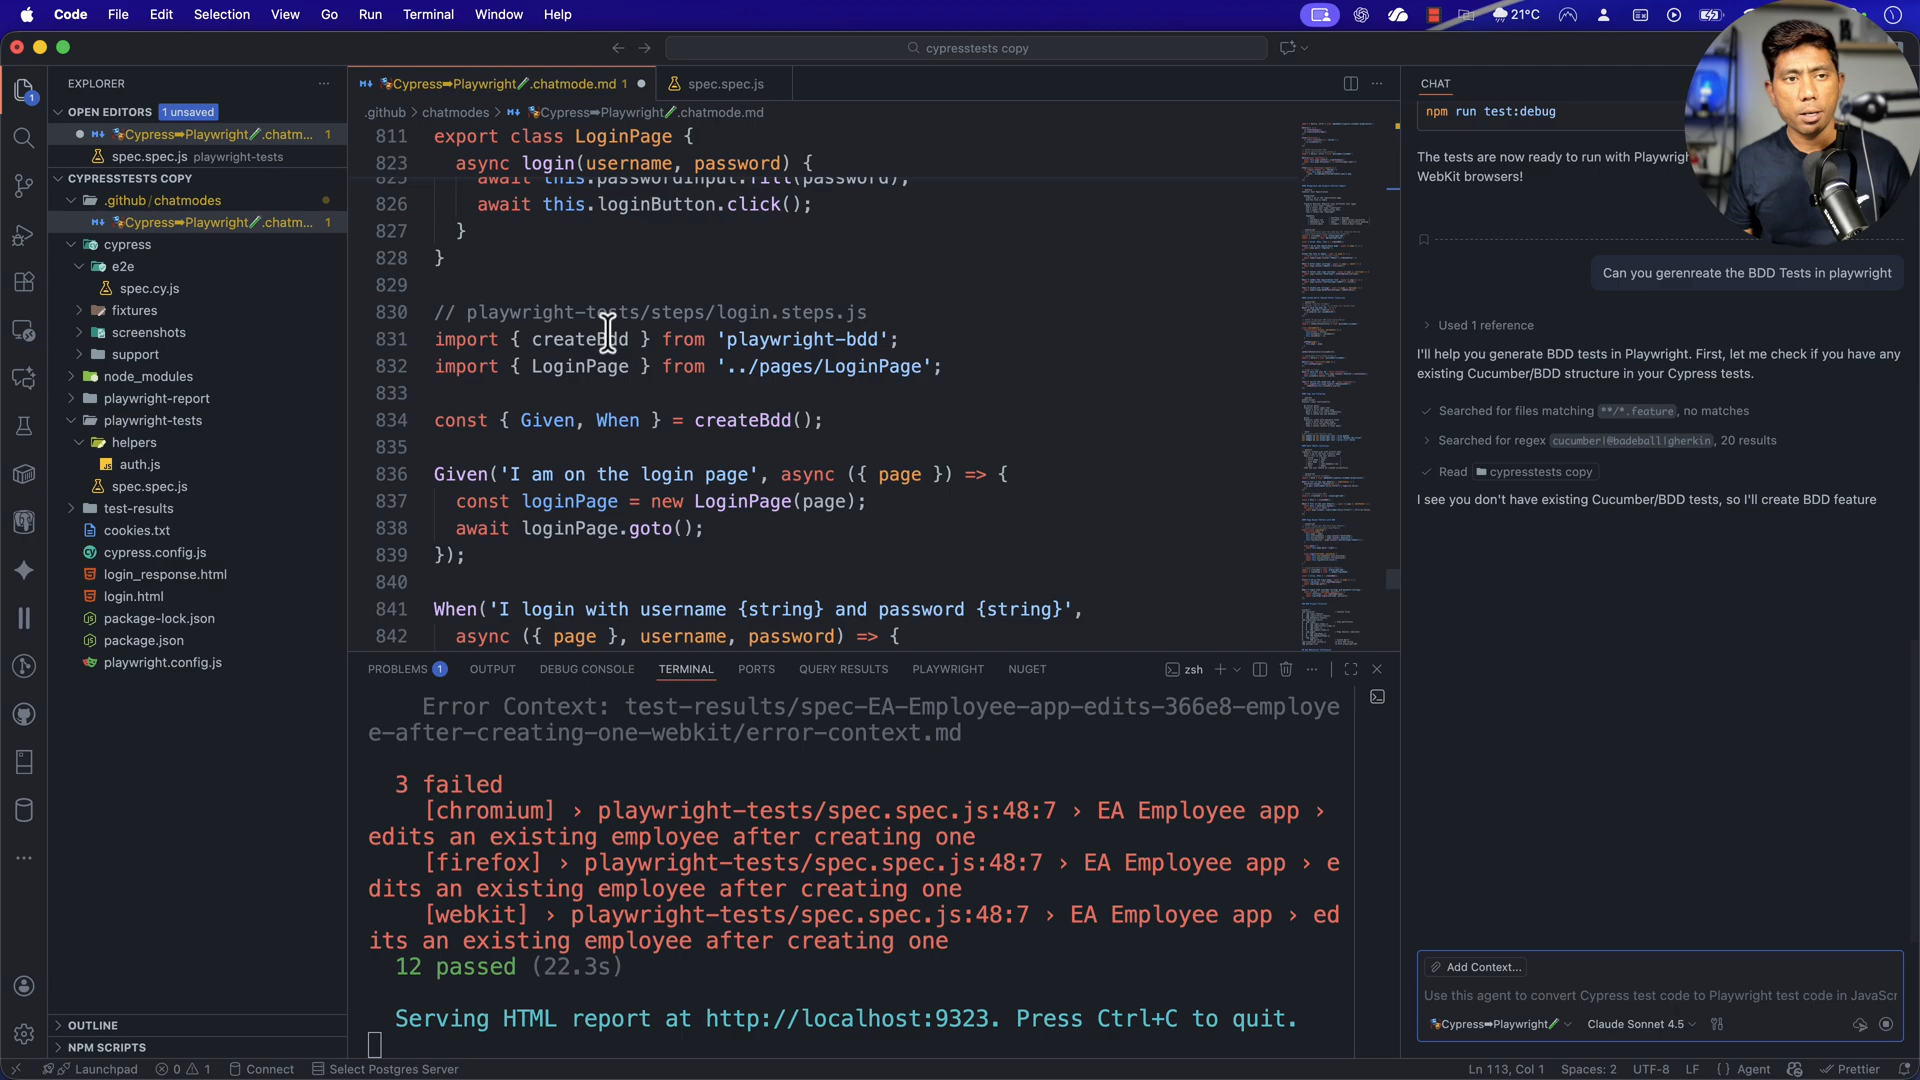 Code File Edit Selection View Go Run Terminal Window Help
21°C
cypresstests copy
EXPLORER
OPEN EDITORS 1 unsaved
Cypress➡Playwright.chatm... 1
spec.spec.js playwright-tests
CYPRESSTESTS COPY
.github/chatmodes
Cypress➡Playwright.chatm... 1
cypress
e2e
spec.cy.js
fixtures
screenshots
support
node_modules
playwright-report
playwright-tests
helpers
auth.js
spec.spec.js
test-results
cookies.txt
cypress.config.js
login_response.html
login.html
package-lock.json
package.json
playwright.config.js
OUTLINE
NPM SCRIPTS
Cypress➡Playwright.chatmode.md 1
spec.spec.js
.github > chatmodes > Cypress➡Playwright.chatmode.md
811 export class LoginPage {
823 async login(username, password) {
825 await this.passwordInput.fill(password);
826 await this.loginButton.click();
827 }
828 }
829
830 // playwright-tests/steps/login.steps.js
831 import { createBdd } from 'playwright-bdd';
832 import { LoginPage } from '../pages/LoginPage';
833
834 const { Given, When } = createBdd();
835
836 Given('I am on the login page', async ({ page }) => {
837 const loginPage = new LoginPage(page);
838 await loginPage.goto();
839 });
840
841 When('I login with username {string} and password {string}',
842 async ({ page }, username, password) => {
PROBLEMS 1 OUTPUT DEBUG CONSOLE TERMINAL PORTS QUERY RESULTS PLAYWRIGHT NUGET
zsh
Error Context: test-results/spec-EA-Employee-app-edits-366e8-employe
e-after-creating-one-webkit/error-context.md
3 failed
[chromium] › playwright-tests/spec.spec.js:48:7 › EA Employee app ›
edits an existing employee after creating one
[firefox] › playwright-tests/spec.spec.js:48:7 › EA Employee app › e
dits an existing employee after creating one
[webkit] › playwright-tests/spec.spec.js:48:7 › EA Employee app › ed
its an existing employee after creating one
12 passed (22.3s)
Serving HTML report at http://localhost:9323. Press Ctrl+C to quit.
CHAT
npm run test:debug
The tests are now ready to run with Playwrigh
WebKit browsers!
Can you gerenreate the BDD Tests in playwright
Used 1 reference
I'll help you generate BDD tests in Playwright. First, let me check if you have any
existing Cucumber/BDD structure in your Cypress tests.
Searched for files matching **/*.feature, no matches
Searched for regex cucumber|@badeball|gherkin, 20 results
Read cypresstests copy
I see you don't have existing Cucumber/BDD tests, so I'll create BDD feature
Add Context...
Use this agent to convert Cypress test code to Playwright test code in JavaScr
Cypress➡Playwright Claude Sonnet 4.5
Launchpad 0 1 Connect Select Postgres Server
Ln 113, Col 1 Spaces: 2 UTF-8 LF { } Agent Prettier